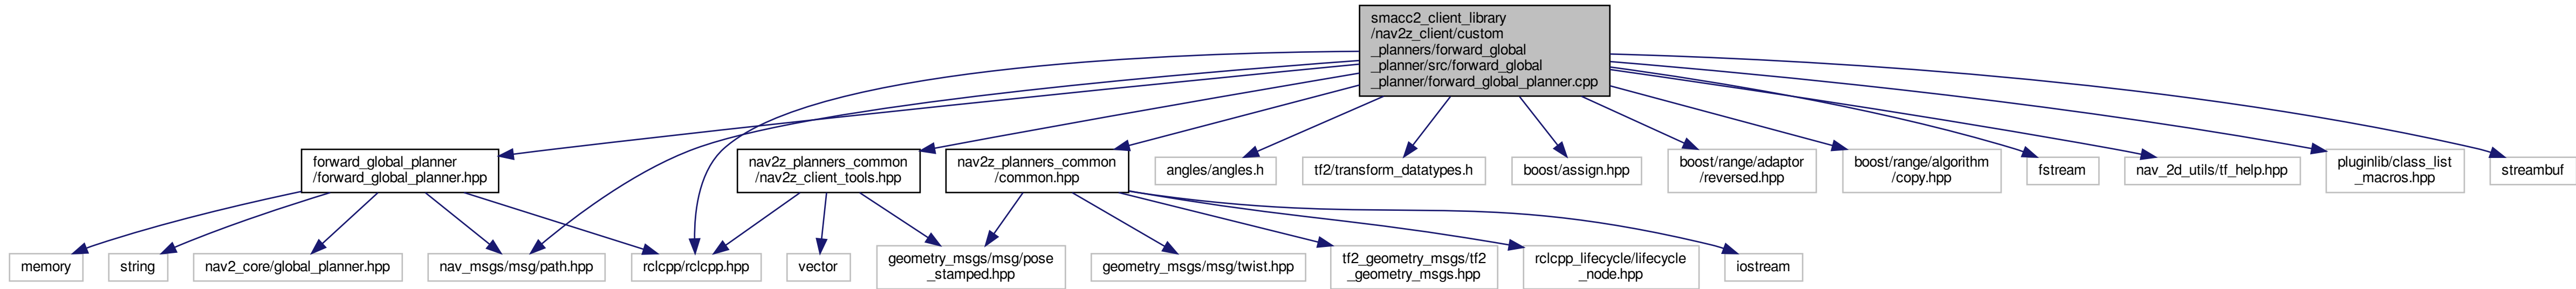 smacc2_client_library
/nav2z_client/custom
_planners/forward_global
_planner/src/forward_global
_planner/forward_global_planner.cpp
forward_global_planner
/forward_global_planner.hpp
nav2z_planners_common
/nav2z_client_tools.hpp
nav2z_planners_common
/common.hpp
angles/angles.h
tf2/transform_datatypes.h
boost/assign.hpp
boost/range/adaptor
/reversed.hpp
boost/range/algorithm
/copy.hpp
fstream
nav_2d_utils/tf_help.hpp
pluginlib/class_list
_macros.hpp
streambuf
memory
string
nav2_core/global_planner.hpp
nav_msgs/msg/path.hpp
rclcpp/rclcpp.hpp
vector
geometry_msgs/msg/pose
_stamped.hpp
geometry_msgs/msg/twist.hpp
tf2_geometry_msgs/tf2
_geometry_msgs.hpp
rclcpp_lifecycle/lifecycle
_node.hpp
iostream